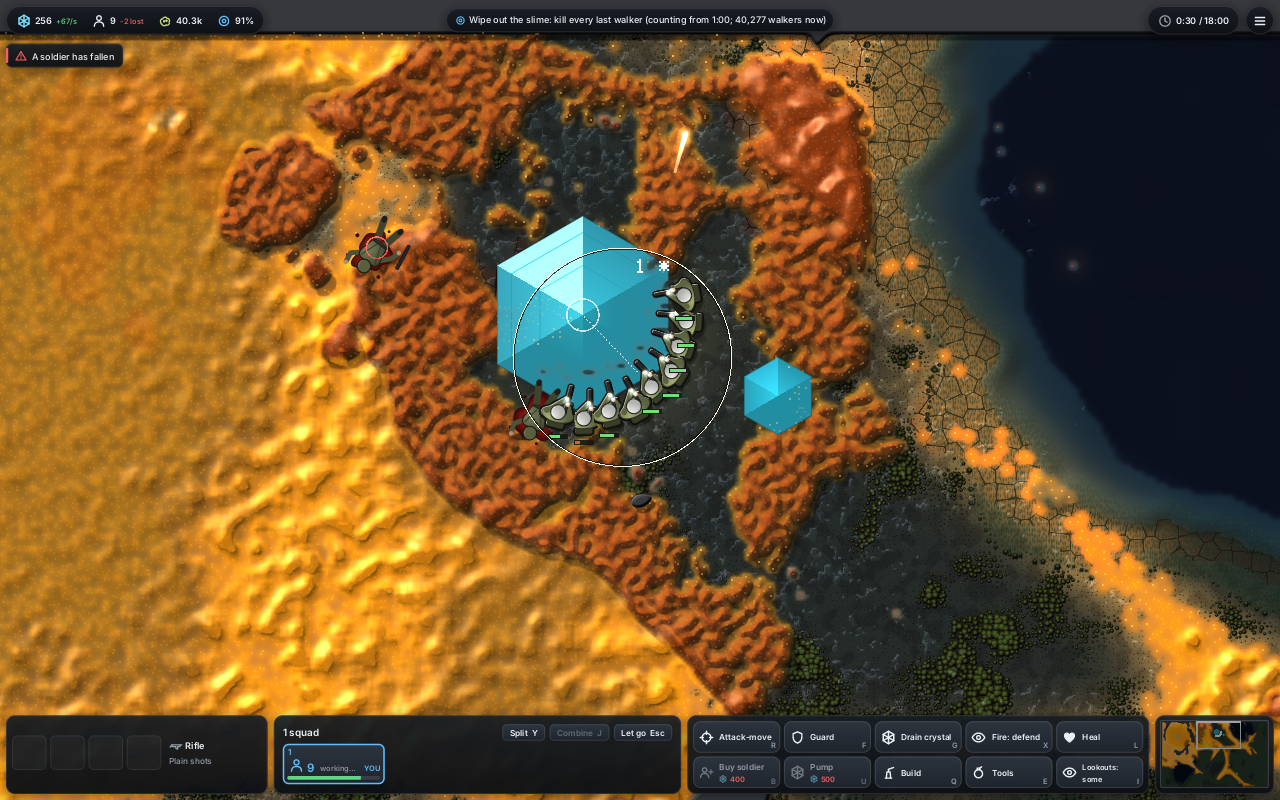 256 +67/s 9 -2 lost 40.3k 91%
Wipe out the slime: kill every last walker (counting from 1:00; 40,277 walkers now)
0:30 / 18:00
A soldier has fallen
1
Rifle
Plain shots
1 squad
Split Y
Combine J
Let go Esc
1
9 working... YOU
Attack-move R
Guard F
Drain crystal G
Fire: defend X
Heal L
Buy soldier 400 B
Pump 500 U
Build Q
Tools E
Lookouts: some I